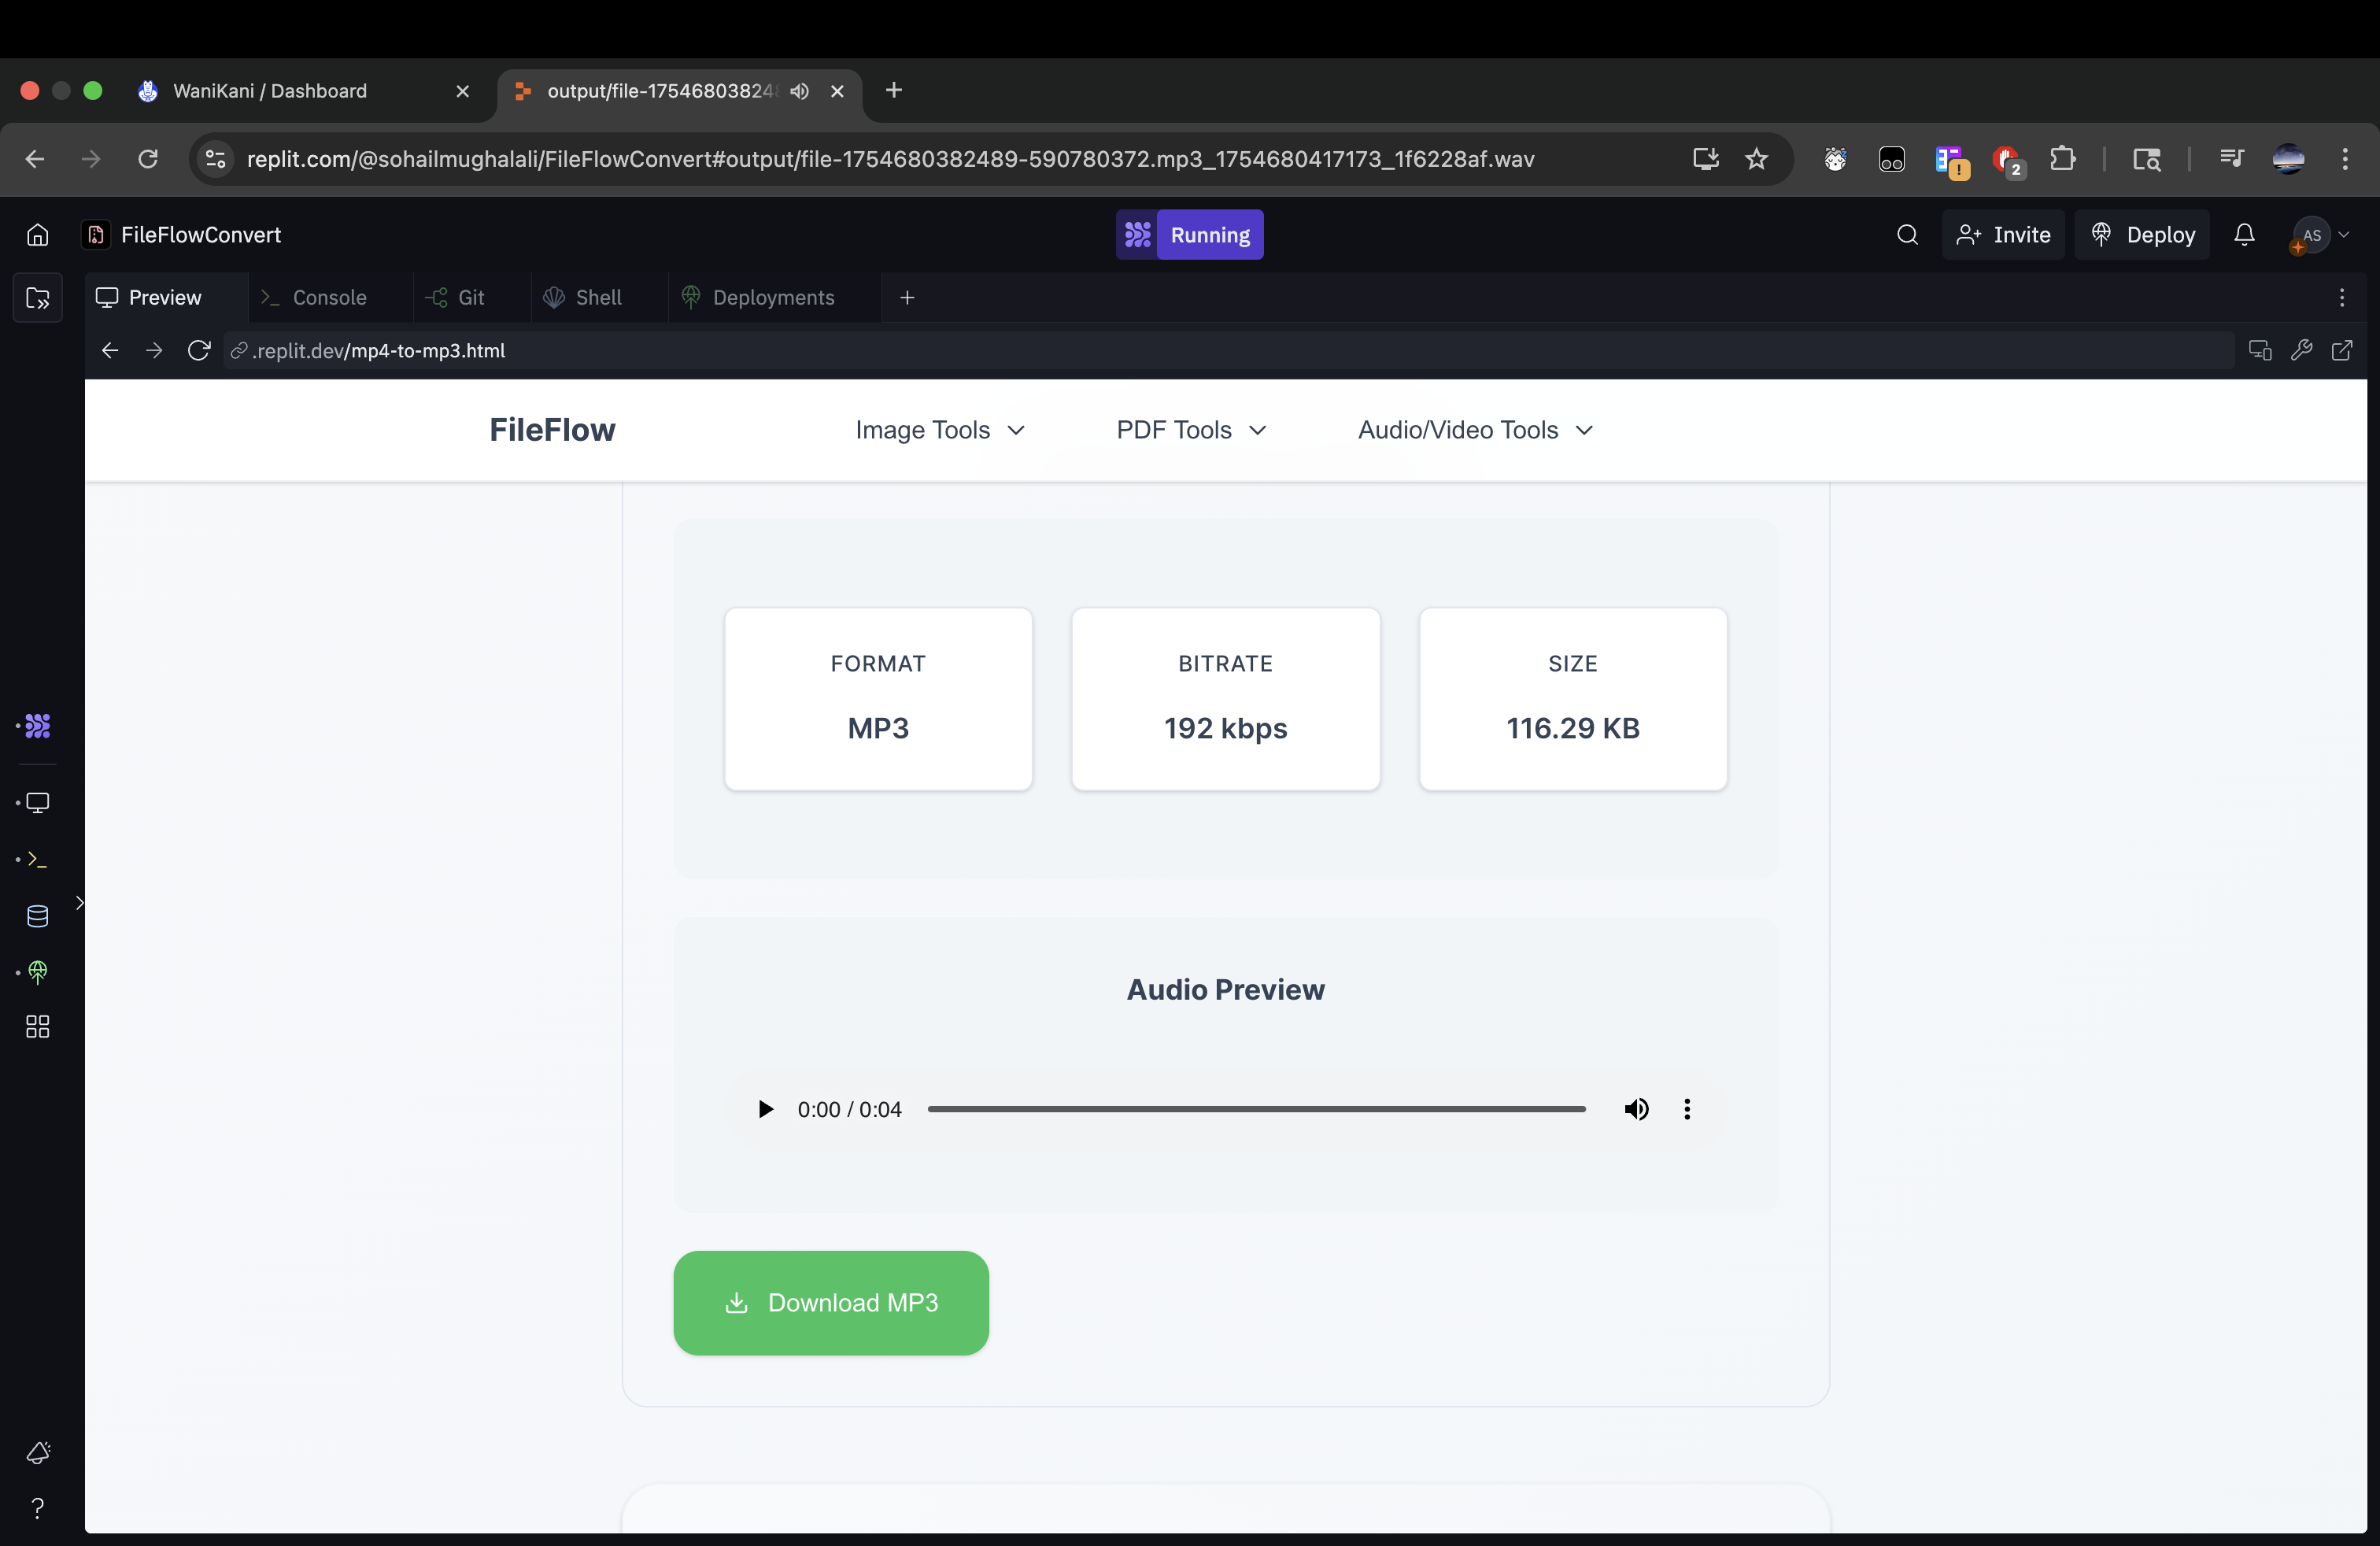 WaniKani / Dashboard
output/file-175468038248
replit.com/@sohailmughalali/FileFlowConvert#output/file-1754680382489-590780372.mp3_1754680417173_1f6228af.wav
2
FileFlowConvert
Running
Invite
Deploy
AS
Preview
Console
Git
Shell
Deployments
.replit.dev/mp4-to-mp3.html
FileFlow
Image Tools
PDF Tools
Audio/Video Tools
FORMAT
MP3
BITRATE
192 kbps
SIZE
116.29 KB
Audio Preview
0:00 / 0:04
Download MP3